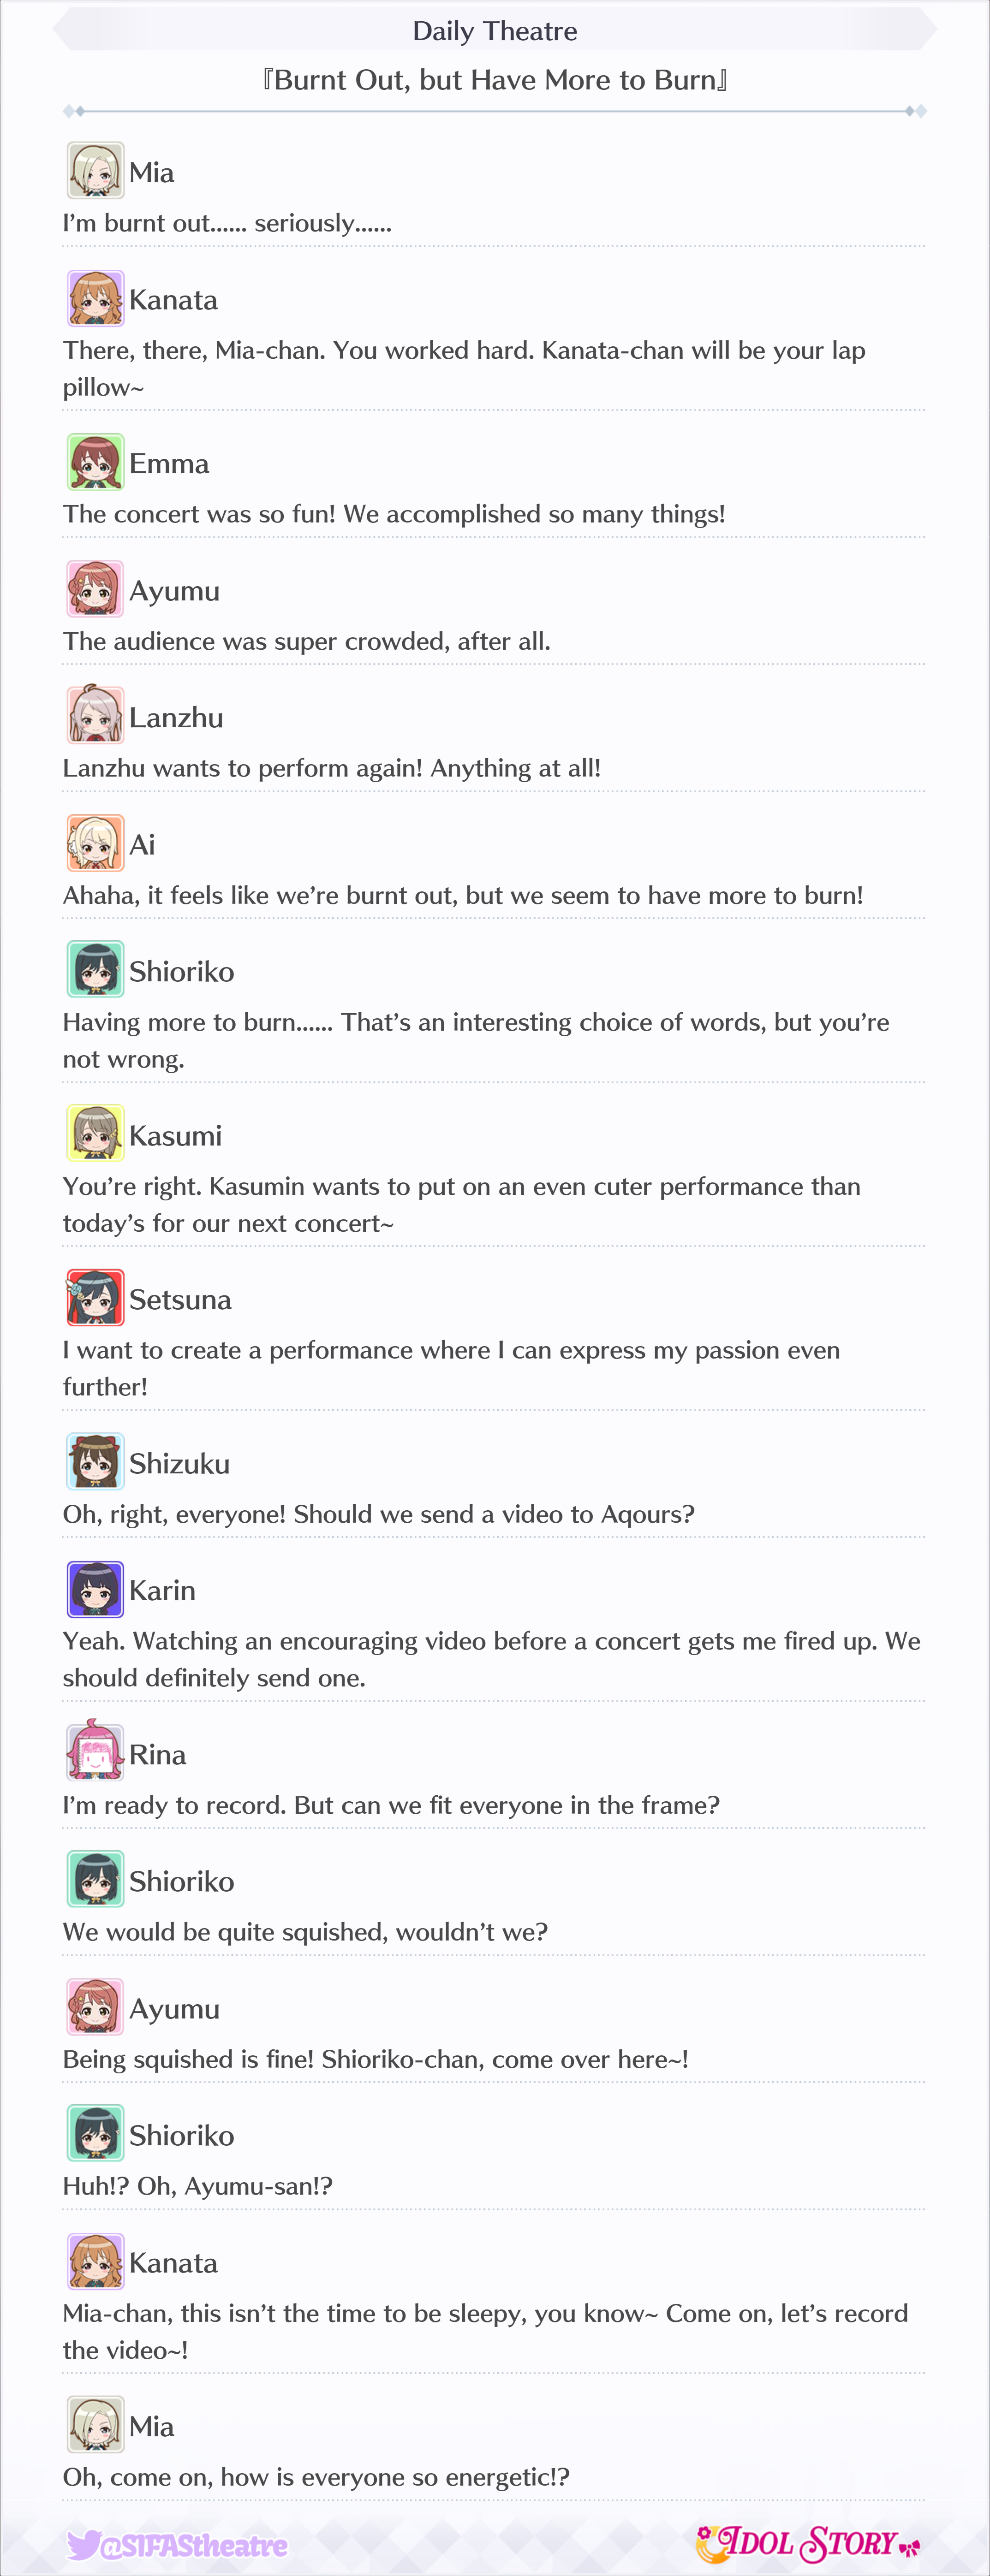 Daily Theatre
『Burnt Out, but Have More to Burn』
Mia
I'm burnt out...... seriously......
Kanata
There, there, Mia-chan. You worked hard. Kanata-chan will be your lap
pillow~
Emma
The concert was so fun! We accomplished so many things!
Ayumu
The audience was super crowded, after all.
Lanzhu
Lanzhu wants to perform again! Anything at all!
Ai
Ahaha, it feels like we're burnt out, but we seem to have more to burn!
Shioriko
Having more to burn...... That's an interesting choice of words, but you're
not wrong.
Kasumi
You're right. Kasumin wants to put on an even cuter performance than
today's for our next concert~
Setsuna
I want to create a performance where I can express my passion even
further!
Shizuku
Oh, right, everyone! Should we send a video to Aqours?
Karin
Yeah. Watching an encouraging video before a concert gets me fired up. We
should definitely send one.
Rina
I'm ready to record. But can we fit everyone in the frame?
Shioriko
We would be quite squished, wouldn't we?
Ayumu
Being squished is fine! Shioriko-chan, come over here~!
Shioriko
Huh!? Oh, Ayumu-san!?
Kanata
Mia-chan, this isn't the time to be sleepy, you know~ Come on, let's record
the video~!
Mia
Oh, come on, how is everyone so energetic!?
@SIFAStheatre
IDOL STORY